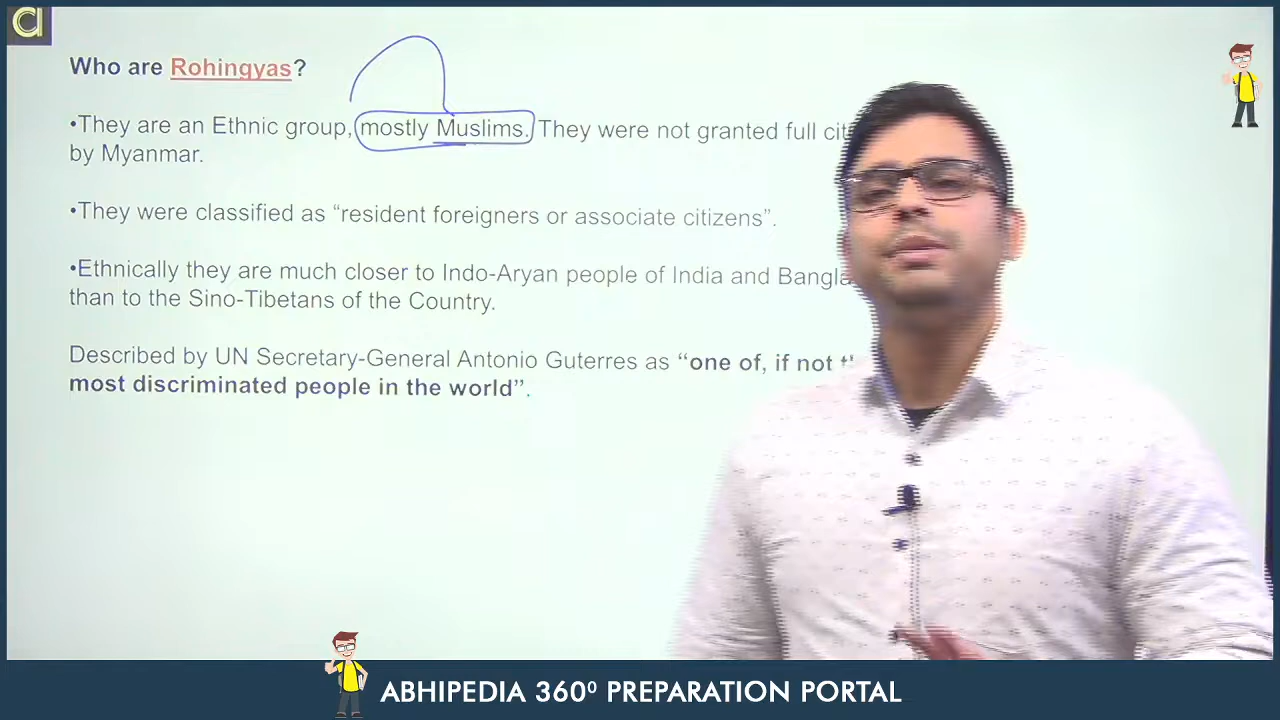 a
Who are Rohingyas?
•They are an Ethnic group, mostly Muslims. They were not granted full
by Myanmar.
•They were classified as “resident foreigners or associate citizens”.
•Ethnically they are much closer to Indo-Aryan people of India and
than to the Sino-Tibetans of the Country.
Described by UN Secretary-General Antonio Guterres as “one of, if not
most discriminated people in the world”.
ABHIPEDIA 360⁰ PREPARATION PORTAL